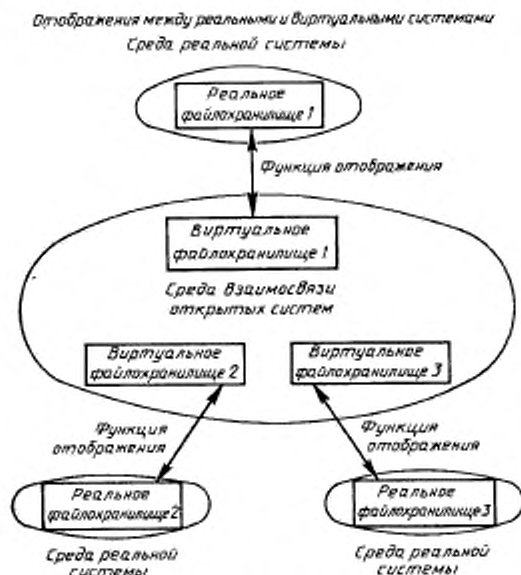 Отображения между реальными и виртуальными системами
Среда реальной системы
Реальное
файлохранилище 1
Функция отображения
Виртуальное
файлохранилище 1
Среда взаимосвязи
открытых систем
Виртуальное
файлохранилище 2
Виртуальное
файлохранилище 3
Функция
отображения
Функция
отображения
Реальное
файлохранилище 2
Реальное
файлохранилище 3
Среда реальной
системы
Среда реальной
системы